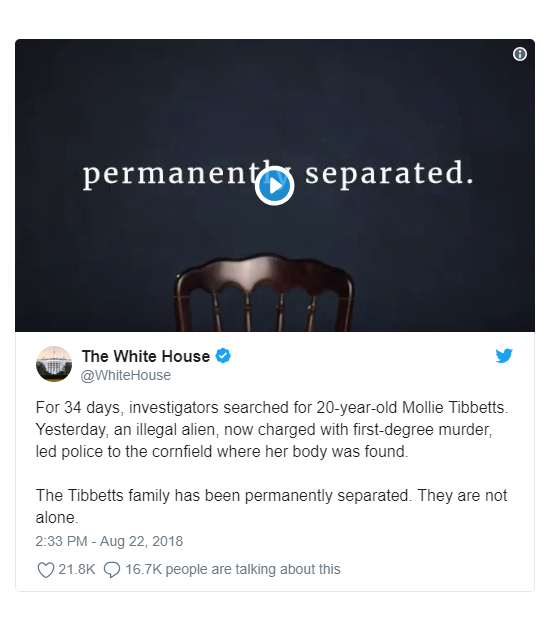 permanently separated.
The White House
@WhiteHouse
For 34 days, investigators searched for 20-year-old Mollie Tibbetts.
Yesterday, an illegal alien, now charged with first-degree murder,
led police to the cornfield where her body was found.
The Tibbetts family has been permanently separated. They are not
alone.
2:33 PM - Aug 22, 2018
21.8K 16.7K people are talking about this